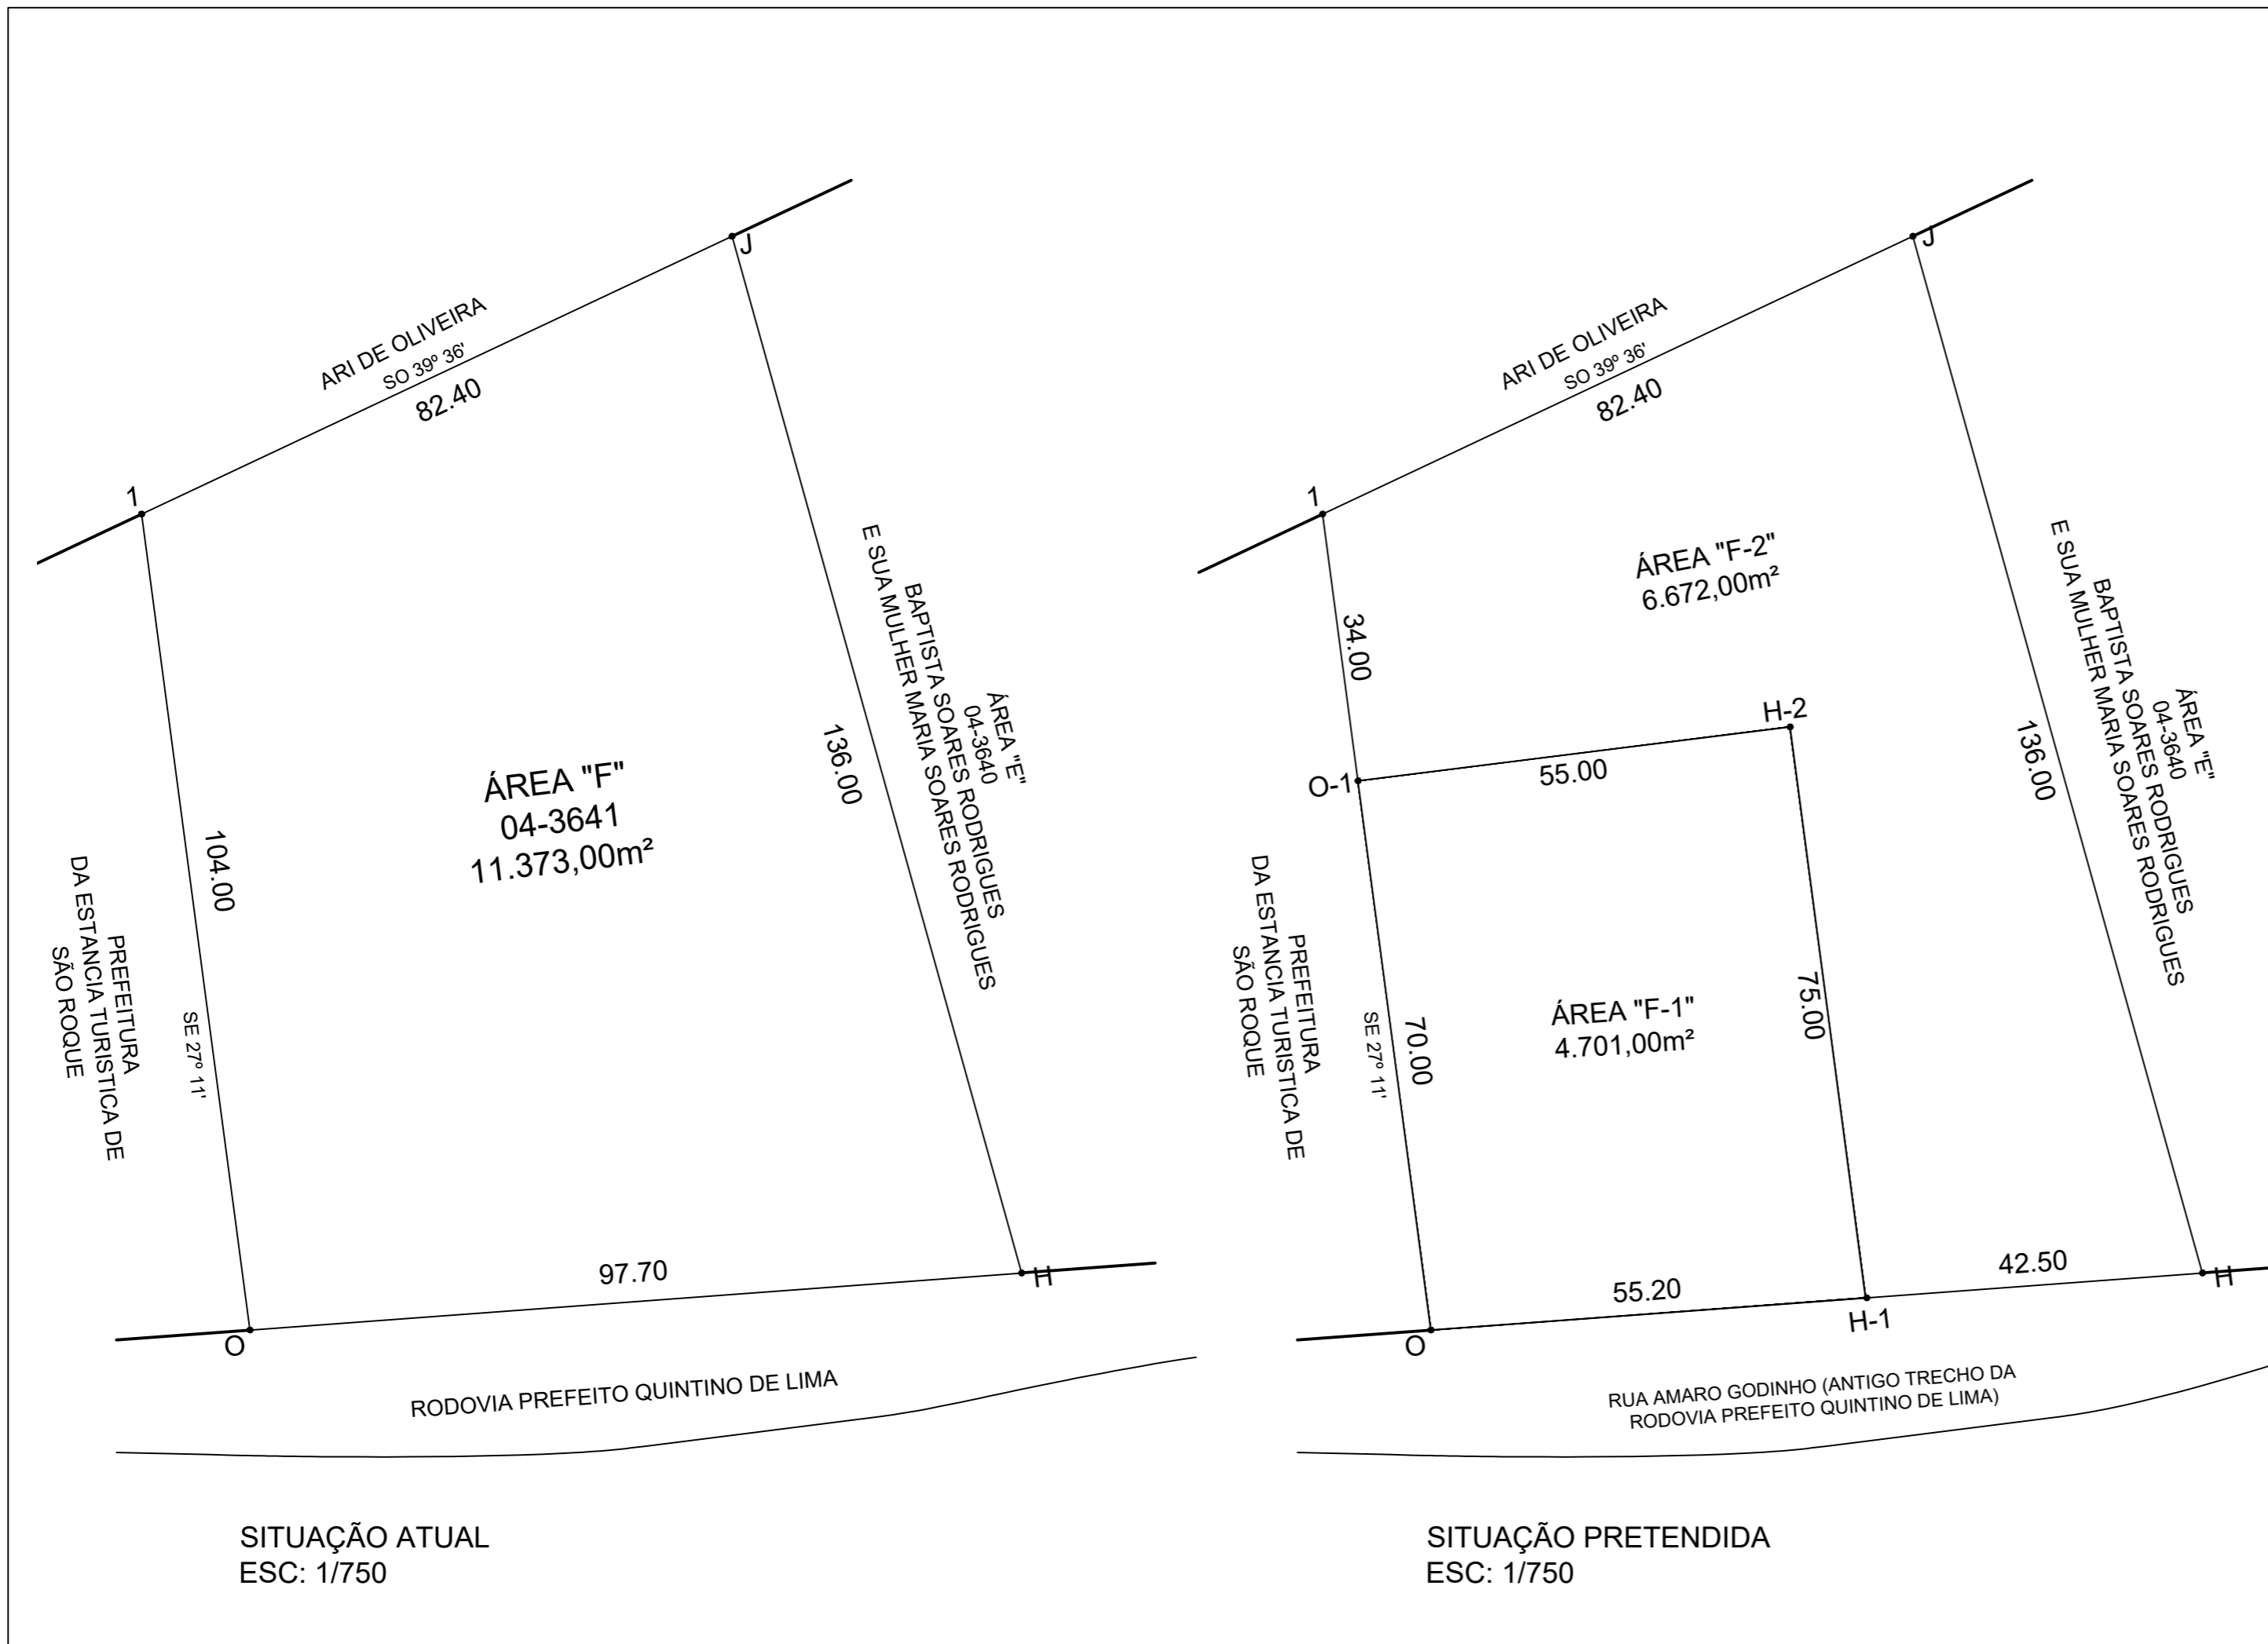 J
ARI DE OLIVEIRA
SO 39º 36'
82.40
1
ÁREA "F"
04-3641
11.373,00m²
104.00
SE 27º 11'
PREFEITURA
DA ESTANCIA TURISTICA DE
SÃO ROQUE
136.00
ÁREA "E"
04-3640
BAPTISTA SOARES RODRIGUES
E SUA MULHER MARIA SOARES RODRIGUES
97.70
H
O
RODOVIA PREFEITO QUINTINO DE LIMA
SITUAÇÃO ATUAL
ESC: 1/750
J
ARI DE OLIVEIRA
SO 39º 36'
82.40
1
ÁREA "F-2"
6.672,00m²
34.00
H-2
O-1
55.00
136.00
ÁREA "E"
04-3640
BAPTISTA SOARES RODRIGUES
E SUA MULHER MARIA SOARES RODRIGUES
PREFEITURA
DA ESTANCIA TURISTICA DE
SÃO ROQUE
SE 27º 11'
70.00
ÁREA "F-1"
4.701,00m²
75.00
42.50
H
55.20
H-1
O
RUA AMARO GODINHO (ANTIGO TRECHO DA
RODOVIA PREFEITO QUINTINO DE LIMA)
SITUAÇÃO PRETENDIDA
ESC: 1/750